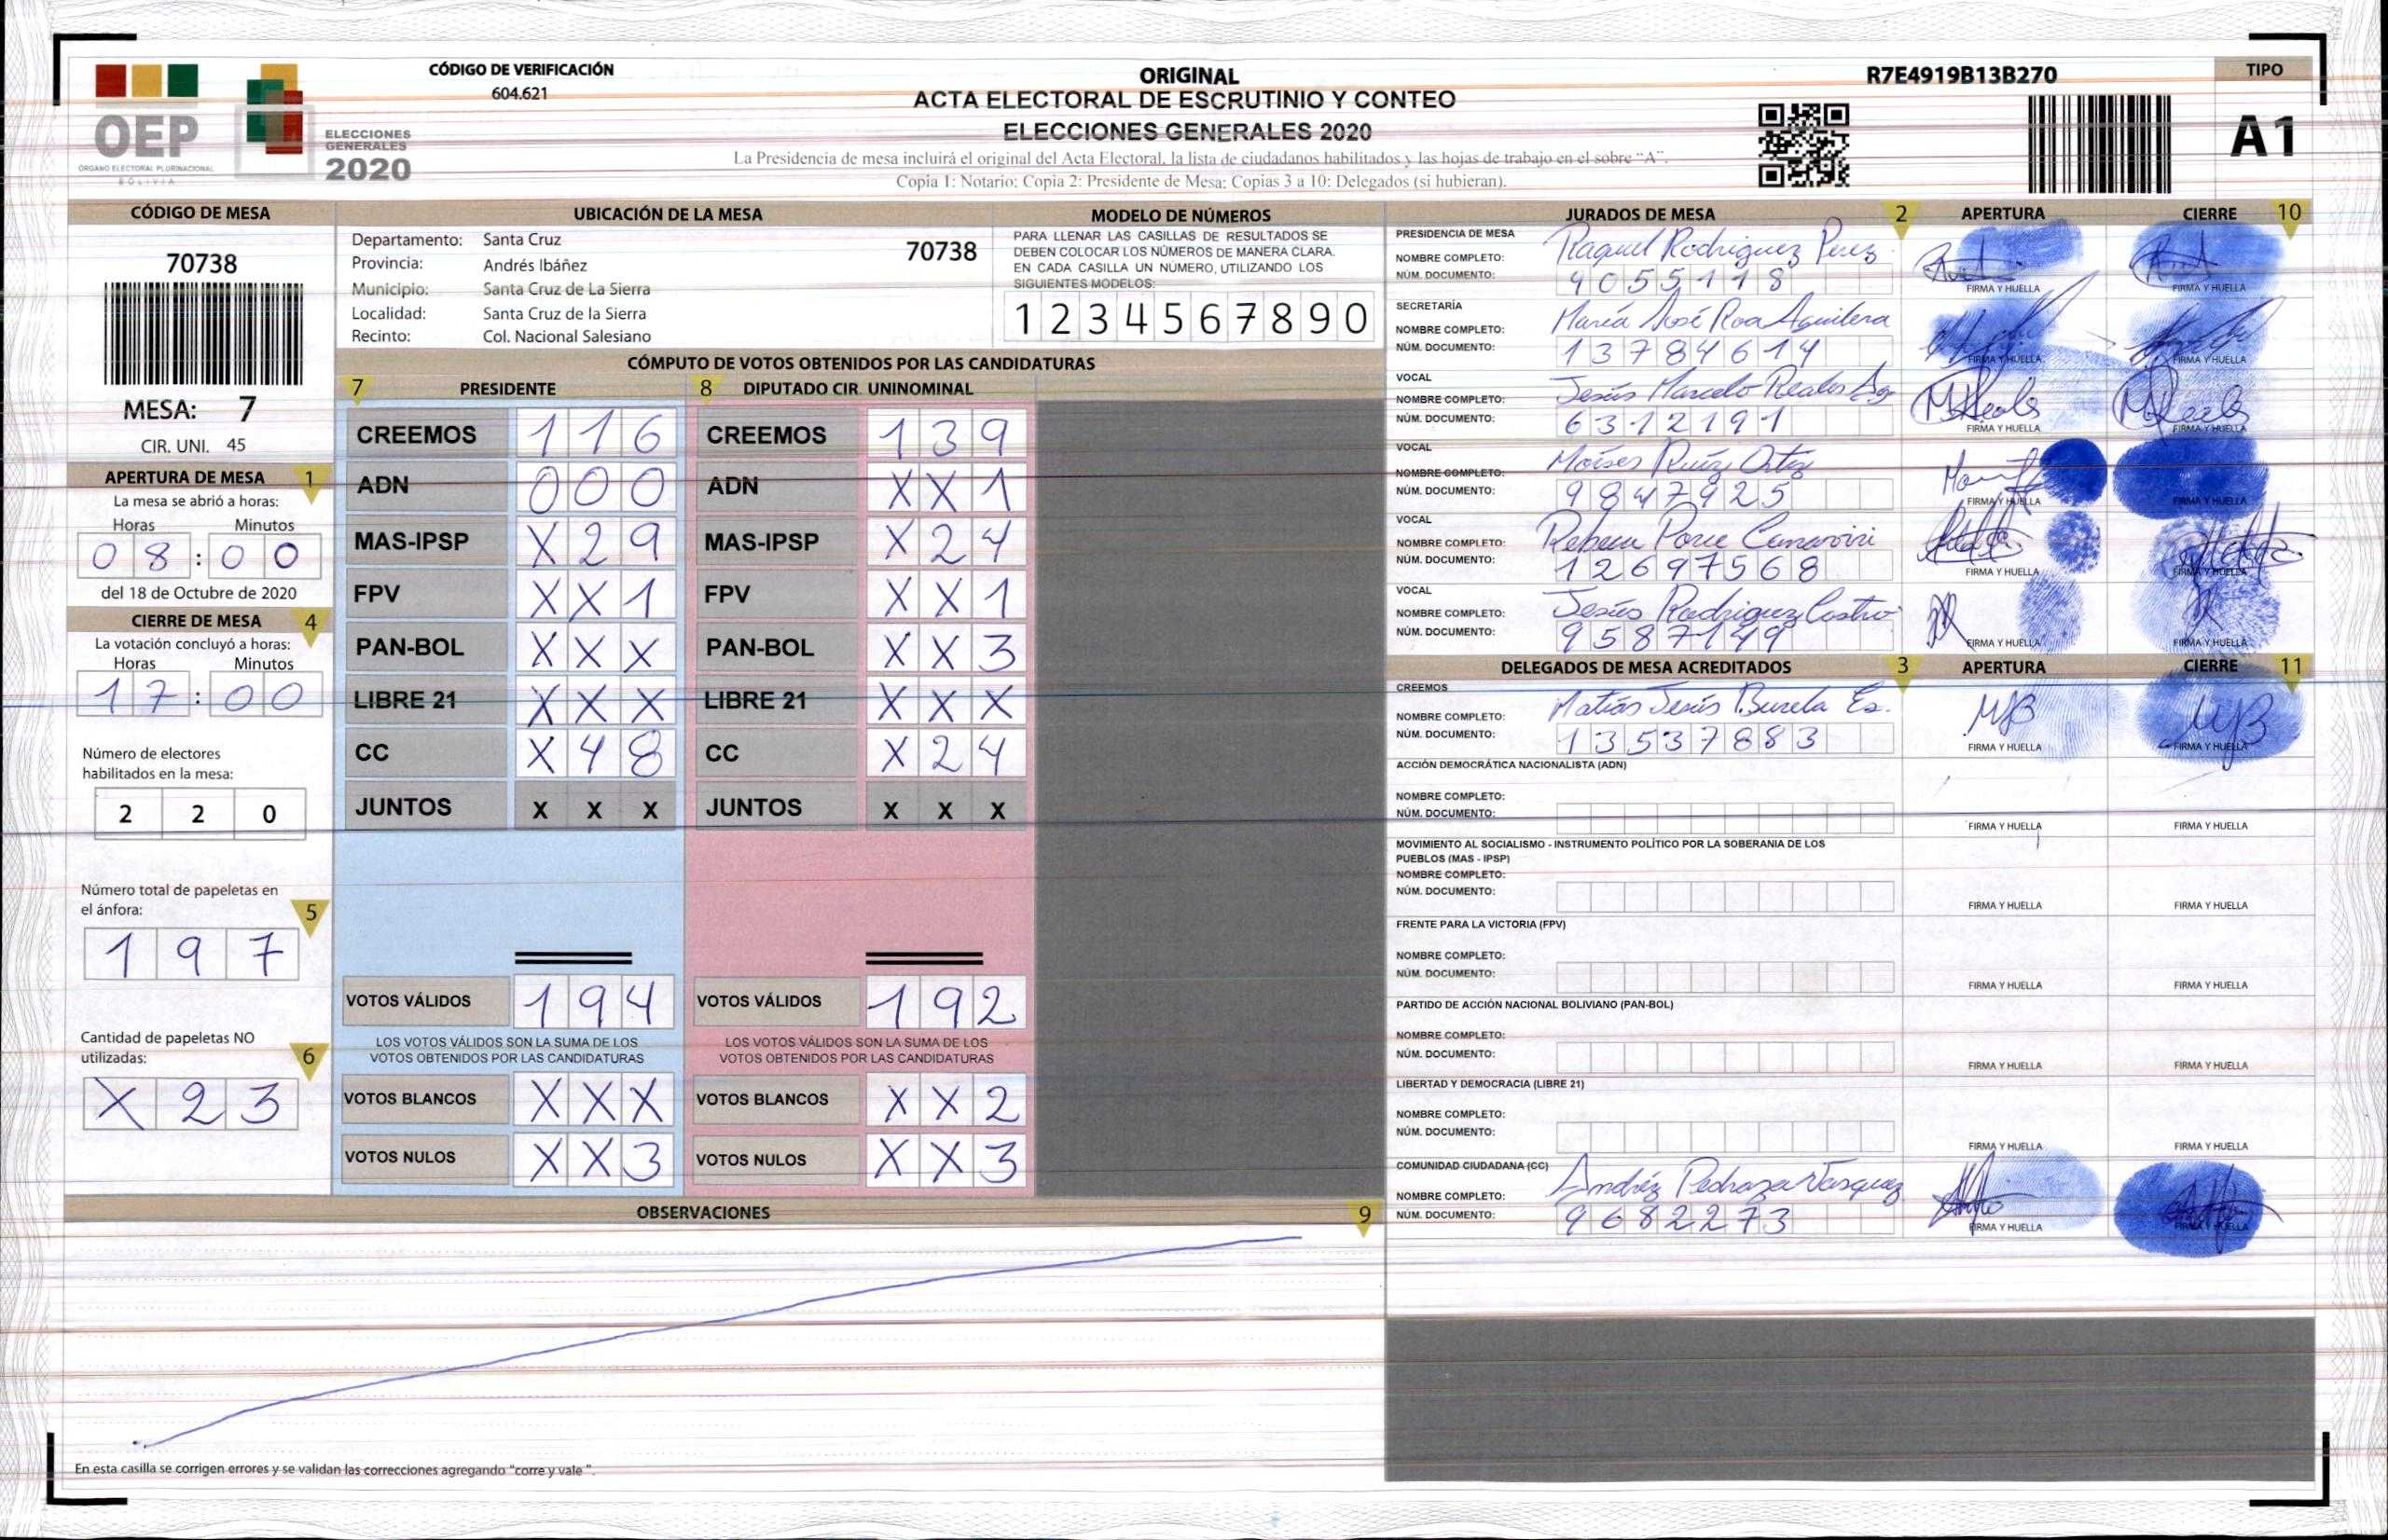 CÓDIGO DE VERIFICACIÓN
604.621
OEP
ÓRGANO ELECTORAL PLURINACIONAL
BOLIVIA
ELECCIONES
GENERALES
2020
ORIGINAL
ACTA ELECTORAL DE ESCRUTINIO Y CONTEO
ELECCIONES GENERALES 2020
La Presidencia de mesa incluirá el original del Acta Electoral, la lista de ciudadanos habilitados y las hojas de trabajo en el sobre "A".
Copia 1: Notario; Copia 2: Presidente de Mesa; Copias 3 a 10: Delegados (si hubieran).
R7E4919B13B270
TIPO
A1
CÓDIGO DE MESA
70738
MESA: 7
CIR. UNI. 45
APERTURA DE MESA 1
La mesa se abrió a horas:
Horas Minutos
08:00
del 18 de Octubre de 2020
CIERRE DE MESA 4
La votación concluyó a horas:
Horas Minutos
17:00
Número de electores
habilitados en la mesa:
2 2 0
Número total de papeletas en
el ánfora: 5
1 9 7
Cantidad de papeletas NO
utilizadas: 6
X 2 3
UBICACIÓN DE LA MESA
Departamento: Santa Cruz
70738
Provincia: Andrés Ibáñez
Municipio: Santa Cruz de La Sierra
Localidad: Santa Cruz de la Sierra
Recinto: Col. Nacional Salesiano
MODELO DE NÚMEROS
PARA LLENAR LAS CASILLAS DE RESULTADOS SE
DEBEN COLOCAR LOS NÚMEROS DE MANERA CLARA.
EN CADA CASILLA UN NÚMERO, UTILIZANDO LOS
SIGUIENTES MODELOS:
1 2 3 4 5 6 7 8 9 0
CÓMPUTO DE VOTOS OBTENIDOS POR LAS CANDIDATURAS
7 PRESIDENTE
CREEMOS 1 1 6
ADN 0 0 0
MAS-IPSP X 2 9
FPV X X 1
PAN-BOL X X X
LIBRE 21 X X X
CC X 4 8
JUNTOS X X X
VOTOS VÁLIDOS 1 9 4
LOS VOTOS VÁLIDOS SON LA SUMA DE LOS
VOTOS OBTENIDOS POR LAS CANDIDATURAS
VOTOS BLANCOS X X X
VOTOS NULOS X X 3
8 DIPUTADO CIR. UNINOMINAL
CREEMOS 1 3 9
ADN X X 1
MAS-IPSP X 2 4
FPV X X 1
PAN-BOL X X 3
LIBRE 21 X X X
CC X 2 4
JUNTOS X X X
VOTOS VÁLIDOS 1 9 2
LOS VOTOS VÁLIDOS SON LA SUMA DE LOS
VOTOS OBTENIDOS POR LAS CANDIDATURAS
VOTOS BLANCOS X X 2
VOTOS NULOS X X 3
OBSERVACIONES 9
En esta casilla se corrigen errores y se validan las correcciones agregando "corre y vale".
JURADOS DE MESA 2 APERTURA CIERRE 10
PRESIDENCIA DE MESA
NOMBRE COMPLETO: Raquel Rodriguez Perez
NÚM. DOCUMENTO: 9055118
FIRMA Y HUELLA FIRMA Y HUELLA
SECRETARÍA
NOMBRE COMPLETO: María José Roa Aguilera
NÚM. DOCUMENTO: 13784614
FIRMA Y HUELLA FIRMA Y HUELLA
VOCAL
NOMBRE COMPLETO: Jesús Marcelo Reales
NÚM. DOCUMENTO: 6312191
FIRMA Y HUELLA FIRMA Y HUELLA
VOCAL
NOMBRE COMPLETO: Moises Ruíz Ortiz
NÚM. DOCUMENTO: 9847925
FIRMA Y HUELLA FIRMA Y HUELLA
VOCAL
NOMBRE COMPLETO: Rebeca
NÚM. DOCUMENTO: 12697568
FIRMA Y HUELLA FIRMA Y HUELLA
VOCAL
NOMBRE COMPLETO: Jesús Rodriguez Castro
NÚM. DOCUMENTO: 9587149
FIRMA Y HUELLA FIRMA Y HUELLA
DELEGADOS DE MESA ACREDITADOS 3 APERTURA CIERRE 11
CREEMOS
NOMBRE COMPLETO: Matías Jesús Burela Es.
NÚM. DOCUMENTO: 13537883
FIRMA Y HUELLA FIRMA Y HUELLA
ACCIÓN DEMOCRÁTICA NACIONALISTA (ADN)
NOMBRE COMPLETO:
NÚM. DOCUMENTO:
FIRMA Y HUELLA FIRMA Y HUELLA
MOVIMIENTO AL SOCIALISMO - INSTRUMENTO POLÍTICO POR LA SOBERANIA DE LOS
PUEBLOS (MAS - IPSP)
NOMBRE COMPLETO:
NÚM. DOCUMENTO:
FIRMA Y HUELLA FIRMA Y HUELLA
FRENTE PARA LA VICTORIA (FPV)
NOMBRE COMPLETO:
NÚM. DOCUMENTO:
FIRMA Y HUELLA FIRMA Y HUELLA
PARTIDO DE ACCIÓN NACIONAL BOLIVIANO (PAN-BOL)
NOMBRE COMPLETO:
NÚM. DOCUMENTO:
FIRMA Y HUELLA FIRMA Y HUELLA
LIBERTAD Y DEMOCRACIA (LIBRE 21)
NOMBRE COMPLETO:
NÚM. DOCUMENTO:
FIRMA Y HUELLA FIRMA Y HUELLA
COMUNIDAD CIUDADANA (CC)
NOMBRE COMPLETO: Andréz Pedraza Vasquez
NÚM. DOCUMENTO: 9682273
FIRMA Y HUELLA FIRMA Y HUELLA